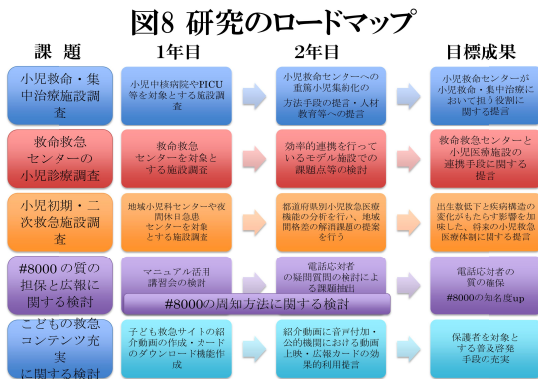 図8 研究のロードマップ
課 題
1年目
2年目
目標成果
小児救命・集
中治療施設調
査
小児中核病院やPICU
等を対象とする施設調
査
小児救命センターへの
重篤小児集約化の
方法手段の提言・人材
教育等への提言
小児救命センターが
小児救命・集中治療に
おいて担う役割に
関する提言
救命救急
センターの
小児診療調査
救命救急
センターを対象と
する施設調査
効率的連携を行って
いるモデル施設での
課題点等の検討
救命救急センターと
小児医療施設の
連携手段に関する
提言
小児初期・二
次救急施設調
査
地域小児科センターや夜
間休日急患
センターを対象
とする施設調査
都道府県別小児救急医療
機能の分析を行い、地域
間格差の解消課題の提案
を行う
出生数低下と疾病構造の
変化がもたらす影響を加
味した、将来の小児救急
医療体制に関する提言
#8000の質の
担保と広報に
関する検討
マニュアル活用
講習会の検討
電話応対者
の疑問質問の検討によ
る課題抽出
電話応対者の
質の確保
#8000の知名度up
#8000の周知方法に関する検討
こどもの救急
コンテンツ充
実
に関する検討
子ども救急サイトの紹
介動画の作成・カード
のダウンロード機能作
成
紹介動画に音声付加・
公的機関における動画
上映・広報カードの効
果的利用提言
保護者を対象と
する普及啓発
手段の充実